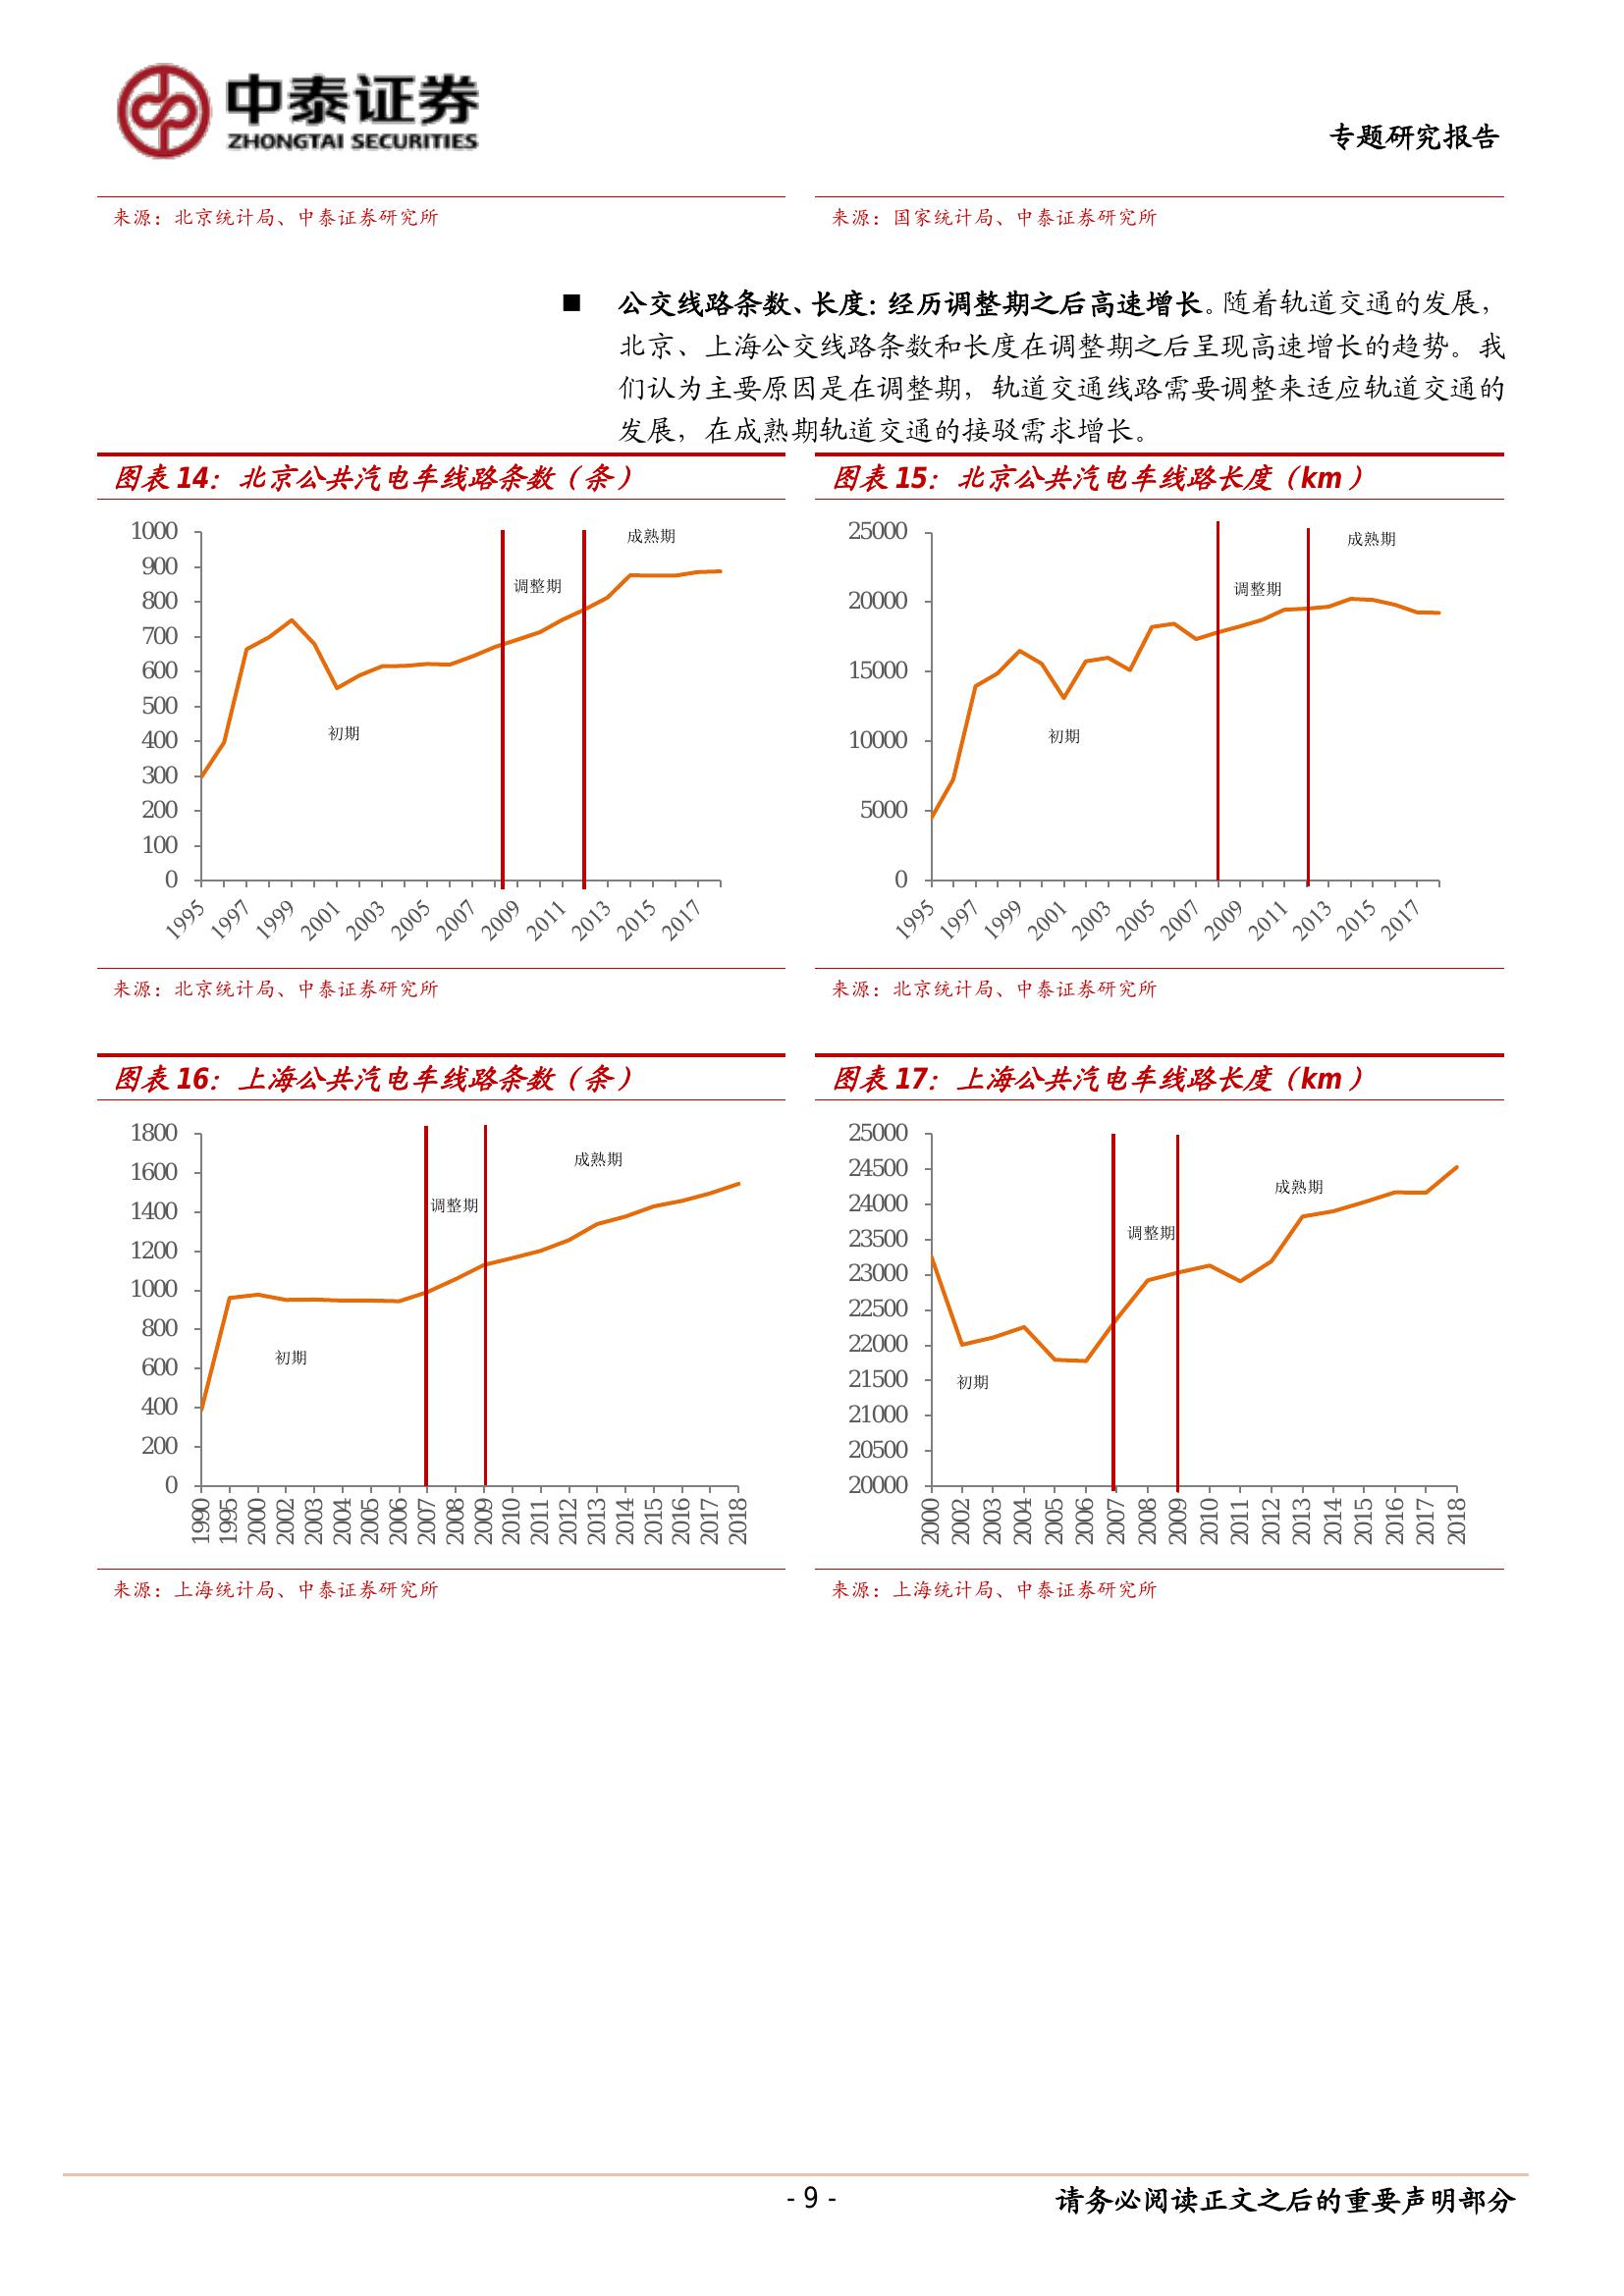 中泰证券
ZHONGTAI SECURITIES
专题研究报告
来源：北京统计局、中泰证券研究所
来源：国家统计局、中泰证券研究所
■ 公交线路条数、长度：经历调整期之后高速增长。随着轨道交通的发展，
北京、上海公交线路条数和长度在调整期之后呈现高速增长的趋势。我
们认为主要原因是在调整期，轨道交通线路需要调整来适应轨道交通的
发展，在成熟期轨道交通的接驳需求增长。
图表 14：北京公共汽电车线路条数（条）
1000
900
800
700
600
500
400
300
200
100
0
初期
调整期
成熟期
1995 1997 1999 2001 2003 2005 2007 2009 2011 2013 2015 2017
来源：北京统计局、中泰证券研究所
图表 15：北京公共汽电车线路长度（km）
25000
20000
15000
10000
5000
0
初期
调整期
成熟期
1995 1997 1999 2001 2003 2005 2007 2009 2011 2013 2015 2017
来源：北京统计局、中泰证券研究所
图表 16：上海公共汽电车线路条数（条）
1800
1600
1400
1200
1000
800
600
400
200
0
初期
调整期
成熟期
1990 1995 2000 2002 2003 2004 2005 2006 2007 2008 2009 2010 2011 2012 2013 2014 2015 2016 2017 2018
来源：上海统计局、中泰证券研究所
图表 17：上海公共汽电车线路长度（km）
25000
24500
24000
23500
23000
22500
22000
21500
21000
20500
20000
初期
调整期
成熟期
2000 2002 2003 2004 2005 2006 2007 2008 2009 2010 2011 2012 2013 2014 2015 2016 2017 2018
来源：上海统计局、中泰证券研究所
- 9 -
请务必阅读正文之后的重要声明部分